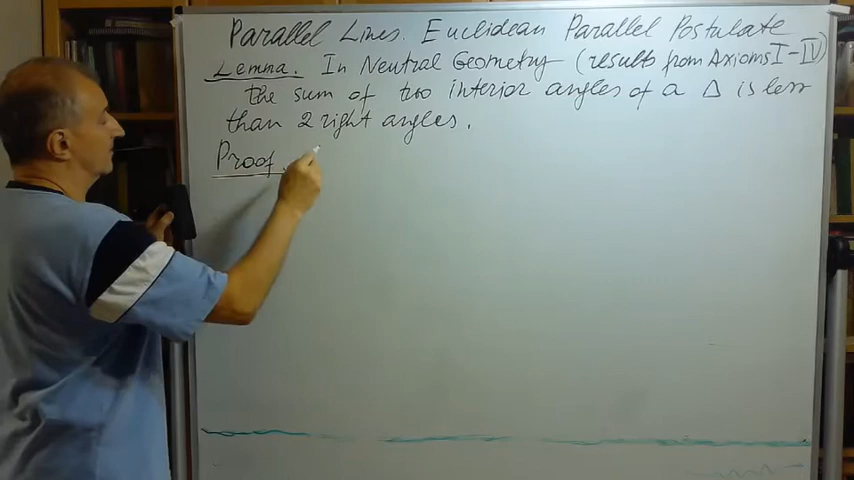 Parallel Lines. Euclidean Parallel Postulate
Lemma. In Neutral Geometry (results from Axioms I-IV)
the sum of two interior angles of a Δ is less
than 2 right angles.
Proof.